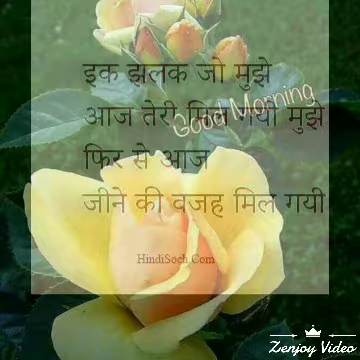 इक झलक जो मुझे
आज तेरी मिल गयी मुझे
Good Morning
फिर से आज
जीने की वजह मिल गयी
HindiSoch.Com
Zenjoy Video